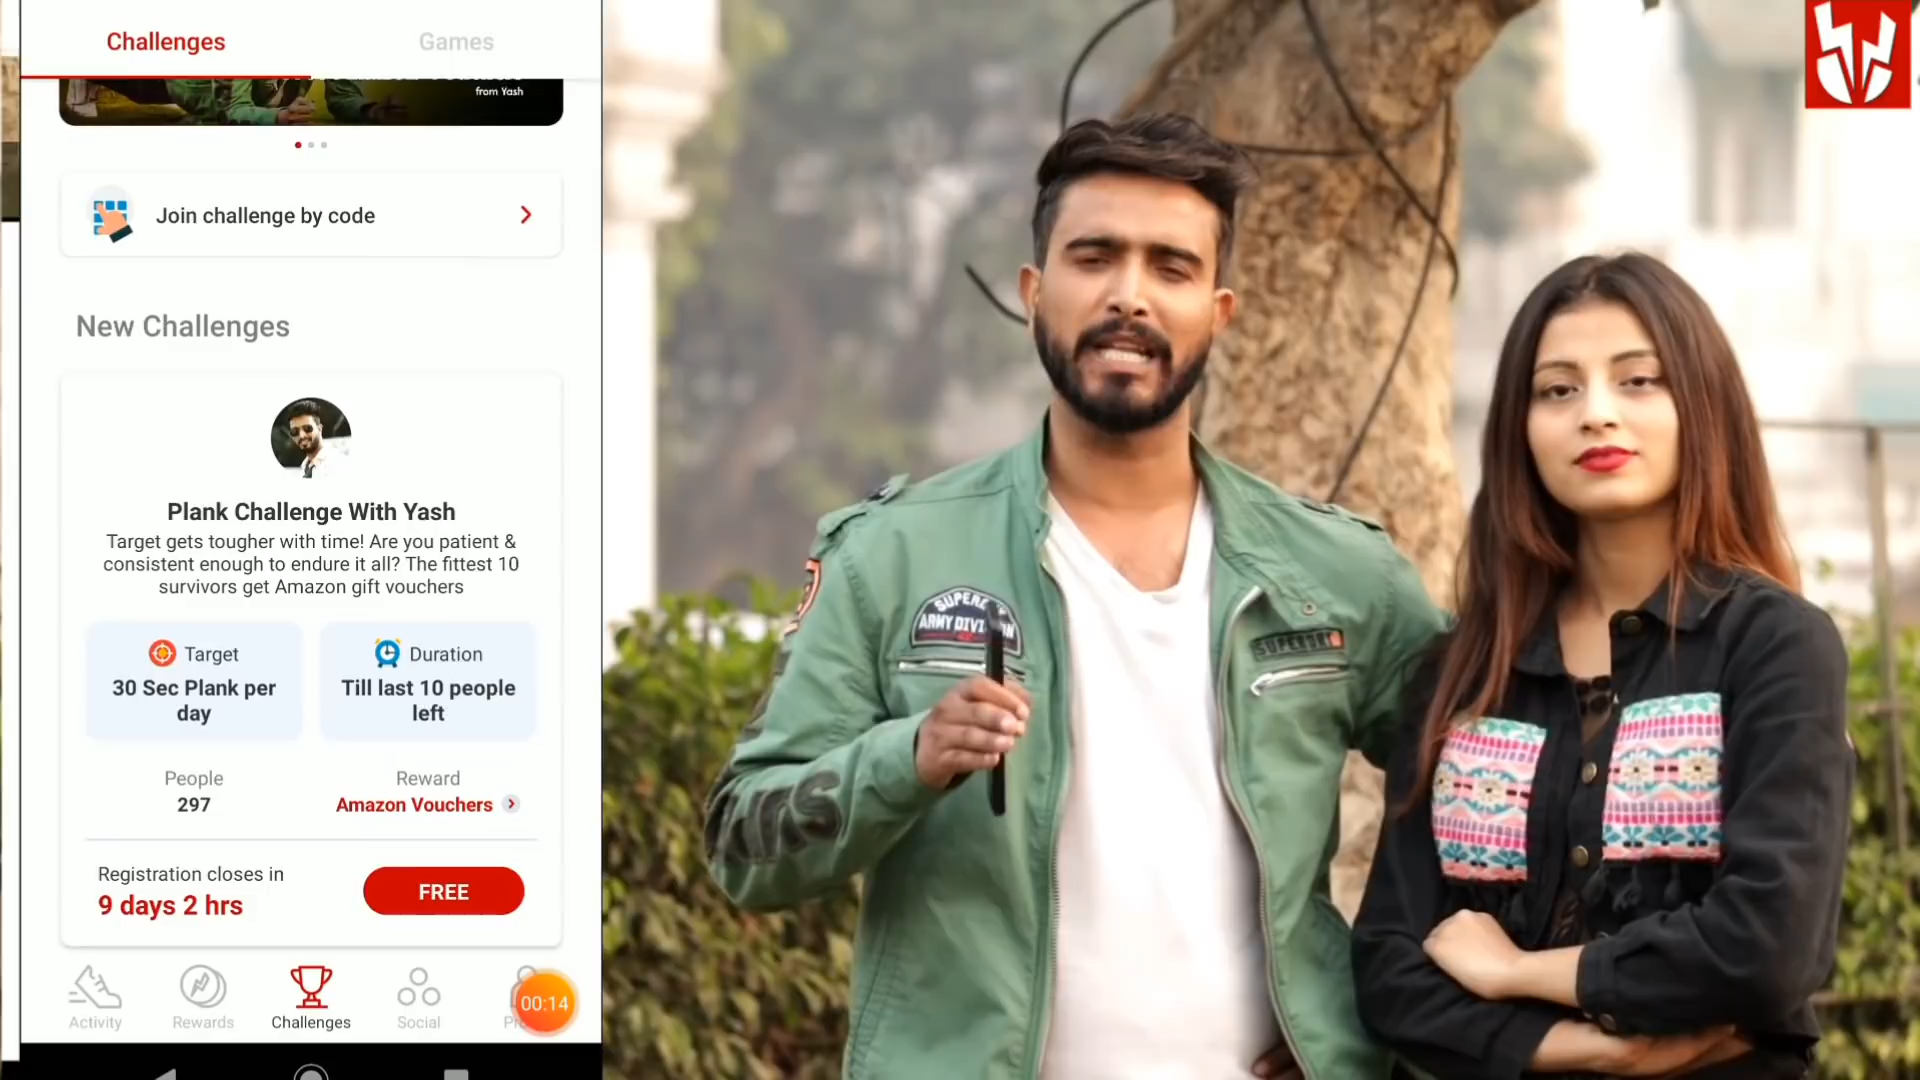 Challenges
Games
from Yash
Join challenge by code
New Challenges
Plank Challenge With Yash
Target gets tougher with time! Are you patient &
consistent enough to endure it all? The fittest 10
survivors get Amazon gift vouchers
Target
30 Sec Plank per
day
Duration
Till last 10 people
left
People
297
Reward
Amazon Vouchers
Registration closes in
9 days 2 hrs
FREE
Activity
Rewards
Challenges
Social
00:14
ARMY
SUPERDRY